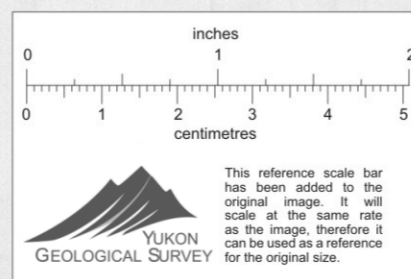 inches
0 1 2
0 1 2 3 4 5
centimetres
YUKON
GEOLOGICAL SURVEY
This reference scale bar
has been added to the
original image. It will
scale at the same rate
as the image, therefore it
can be used as a reference
for the original size.